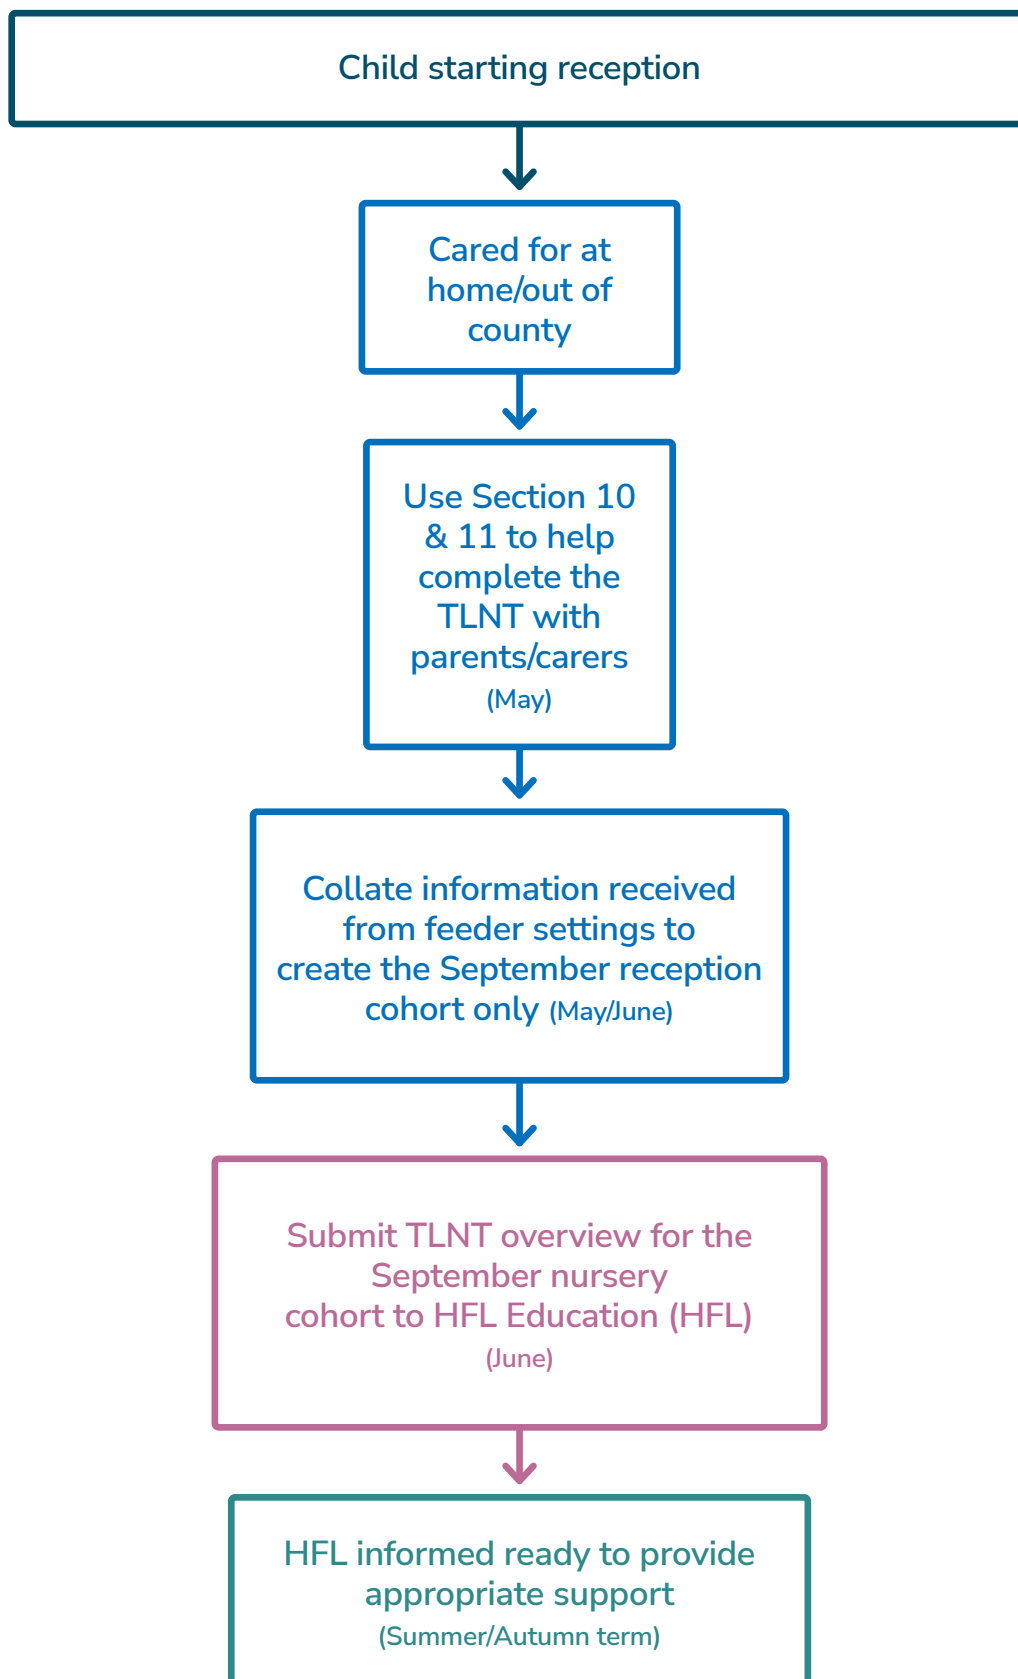 Child starting reception
Cared for at
home/out of
county
Use Section 10
& 11 to help
complete the
TLNT with
parents/carers
(May)
Collate information received
from feeder settings to
create the September reception
cohort only (May/June)
Submit TLNT overview for the
September nursery
cohort to HFL Education (HFL)
(June)
HFL informed ready to provide
appropriate support
(Summer/Autumn term)